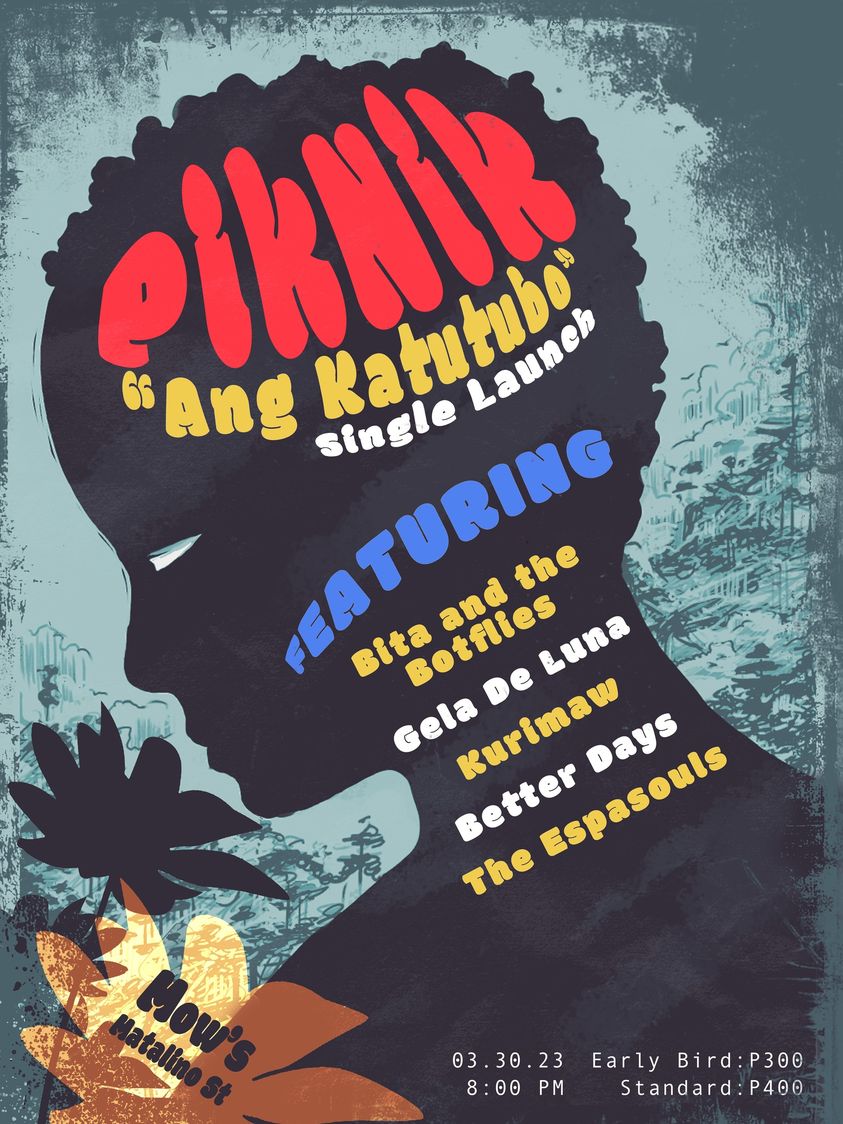 PiKNiK
“Ang Katutubo”
Single Launch
FEATURING
Bita and the
Botflies
Gela De Luna
Kurimaw
Better Days
The Espasouls
Mow's
Matalino St
03.30.23 Early Bird:P300
8:00 PM Standard:P400